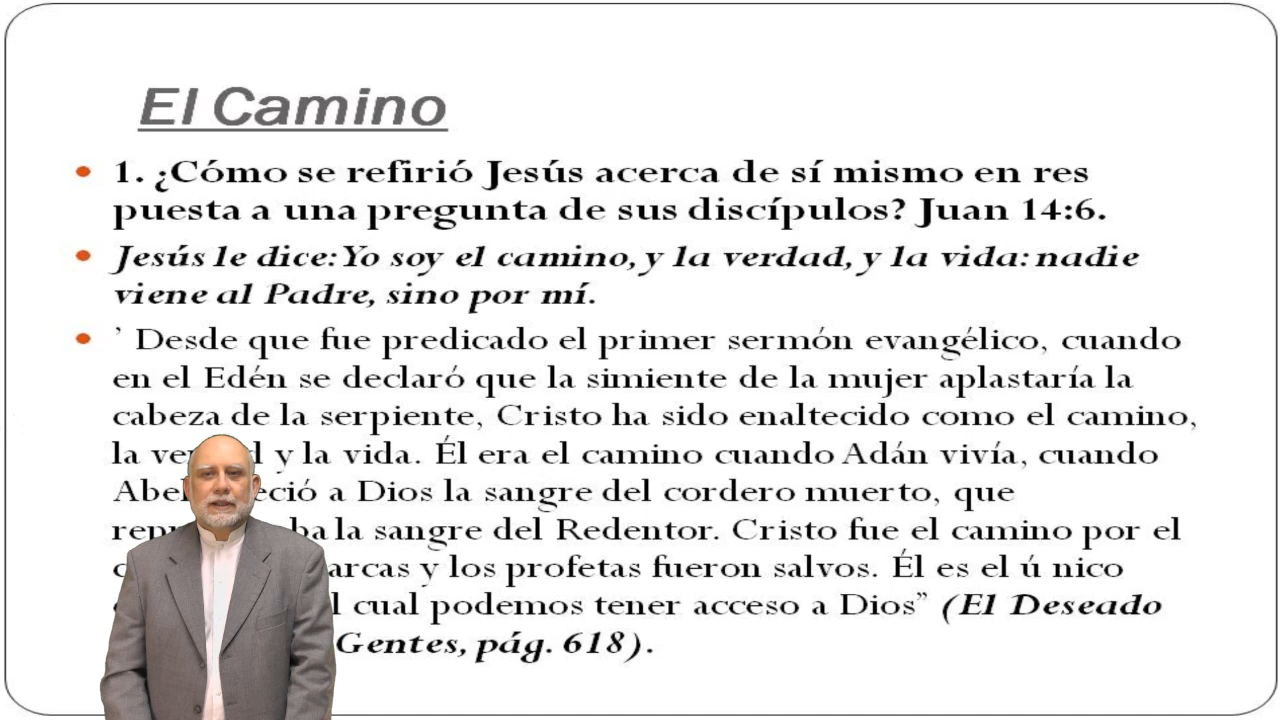 El Camino
1. ¿Cómo se refirió Jesús acerca de sí mismo en res
puesta a una pregunta de sus discípulos? Juan 14:6.
Jesús le dice: Yo soy el camino, y la verdad, y la vida: nadie
viene al Padre, sino por mí.
’ Desde que fue predicado el primer sermón evangélico, cuando
en el Edén se declaró que la simiente de la mujer aplastaría la
cabeza de la serpiente, Cristo ha sido enaltecido como el camino,
la y la vida. Él era el camino cuando Adán vivía, cuando
Abel a Dios la sangre del cordero muerto, que
la sangre del Redentor. Cristo fue el camino por el
y los profetas fueron salvos. Él es el ú nico
cual podemos tener acceso a Dios” (El Deseado
Gentes, pág. 618).